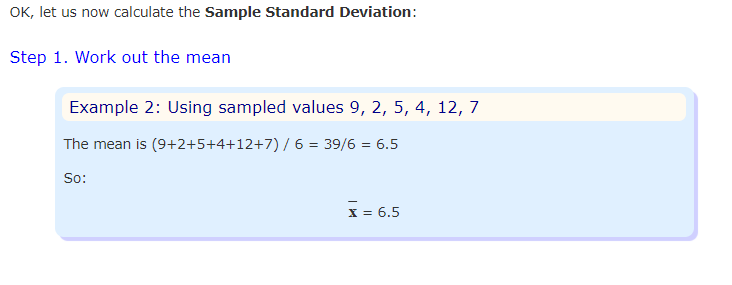 OK, let us now calculate the Sample Standard Deviation:
Step 1. Work out the mean
Example 2: Using sampled values 9, 2, 5, 4, 12, 7
The mean is (9+2+5+4+12+7) / 6 = 39/6 = 6.5
So:
x̅ = 6.5